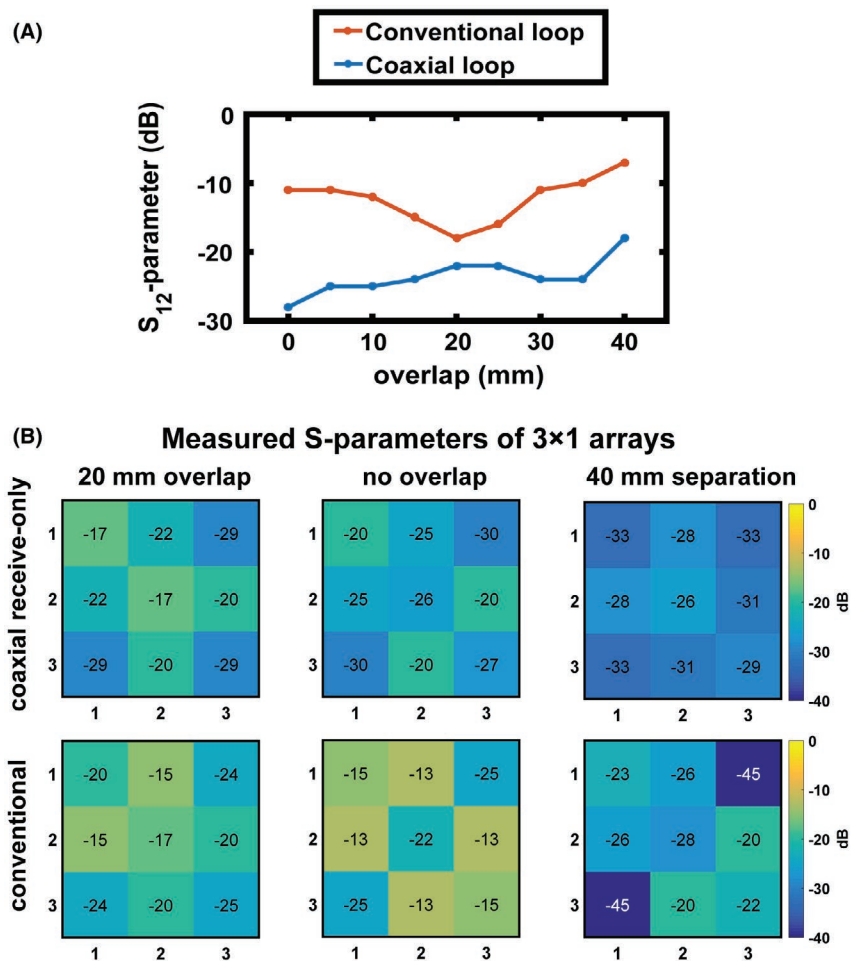 (A)
Conventional loop
Coaxial loop
S12-parameter (dB)
0
-10
-20
-30
0 10 20 30 40
overlap (mm)
(B)
Measured S-parameters of 3×1 arrays
20 mm overlap no overlap 40 mm separation
coaxial receive-only
1 -17 -22 -29
2 -22 -17 -20
3 -29 -20 -29
1 2 3
1 -20 -25 -30
2 -25 -26 -20
3 -30 -20 -27
1 2 3
1 -33 -28 -33
2 -28 -26 -31
3 -33 -31 -29
1 2 3
0
-10
-20
-30
-40
dB
conventional
1 -20 -15 -24
2 -15 -17 -20
3 -24 -20 -25
1 2 3
1 -15 -13 -25
2 -13 -22 -13
3 -25 -13 -15
1 2 3
1 -23 -26 -45
2 -26 -28 -20
3 -45 -20 -22
1 2 3
0
-10
-20
-30
-40
dB